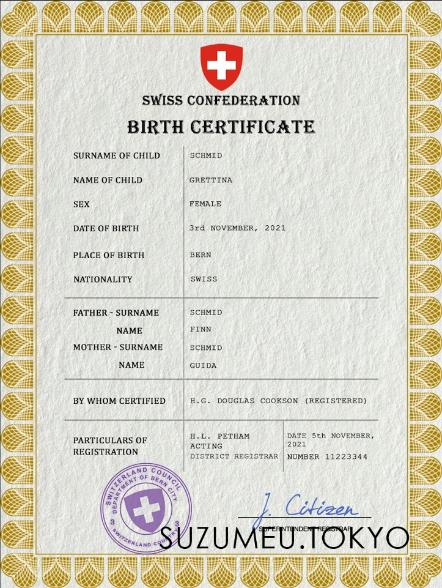 SWISS CONFEDERATION
BIRTH CERTIFICATE
SURNAME OF CHILD SCHMID
NAME OF CHILD GRETTINA
SEX FEMALE
DATE OF BIRTH 3rd NOVEMBER, 2021
PLACE OF BIRTH BERN
NATIONALITY SWISS
FATHER - SURNAME SCHMID
NAME FINN
MOTHER - SURNAME SCHMID
NAME GUIDA
BY WHOM CERTIFIED H.G. DOUGLAS COOKSON (REGISTERED)
PARTICULARS OF
REGISTRATION
H.L. PETHAM
ACTING
DISTRICT REGISTRAR
DATE 5th NOVEMBER,
2021
NUMBER 11223344
SWITZERLAND COUNCIL
DEPARTMENT OF BERN CITY
J. Citizen
SUPERINTENDENT REGISTRAR
SUZUMEU.TOKYO